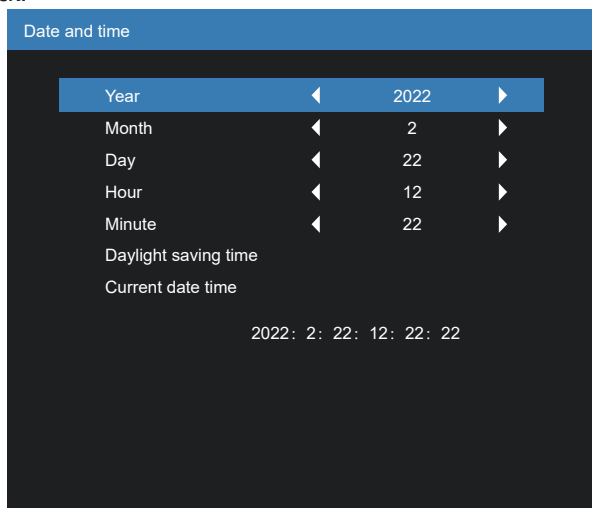 Date and time
Year 2022
Month 2
Day 22
Hour 12
Minute 22
Daylight saving time
Current date time
2022: 2: 22: 12: 22: 22